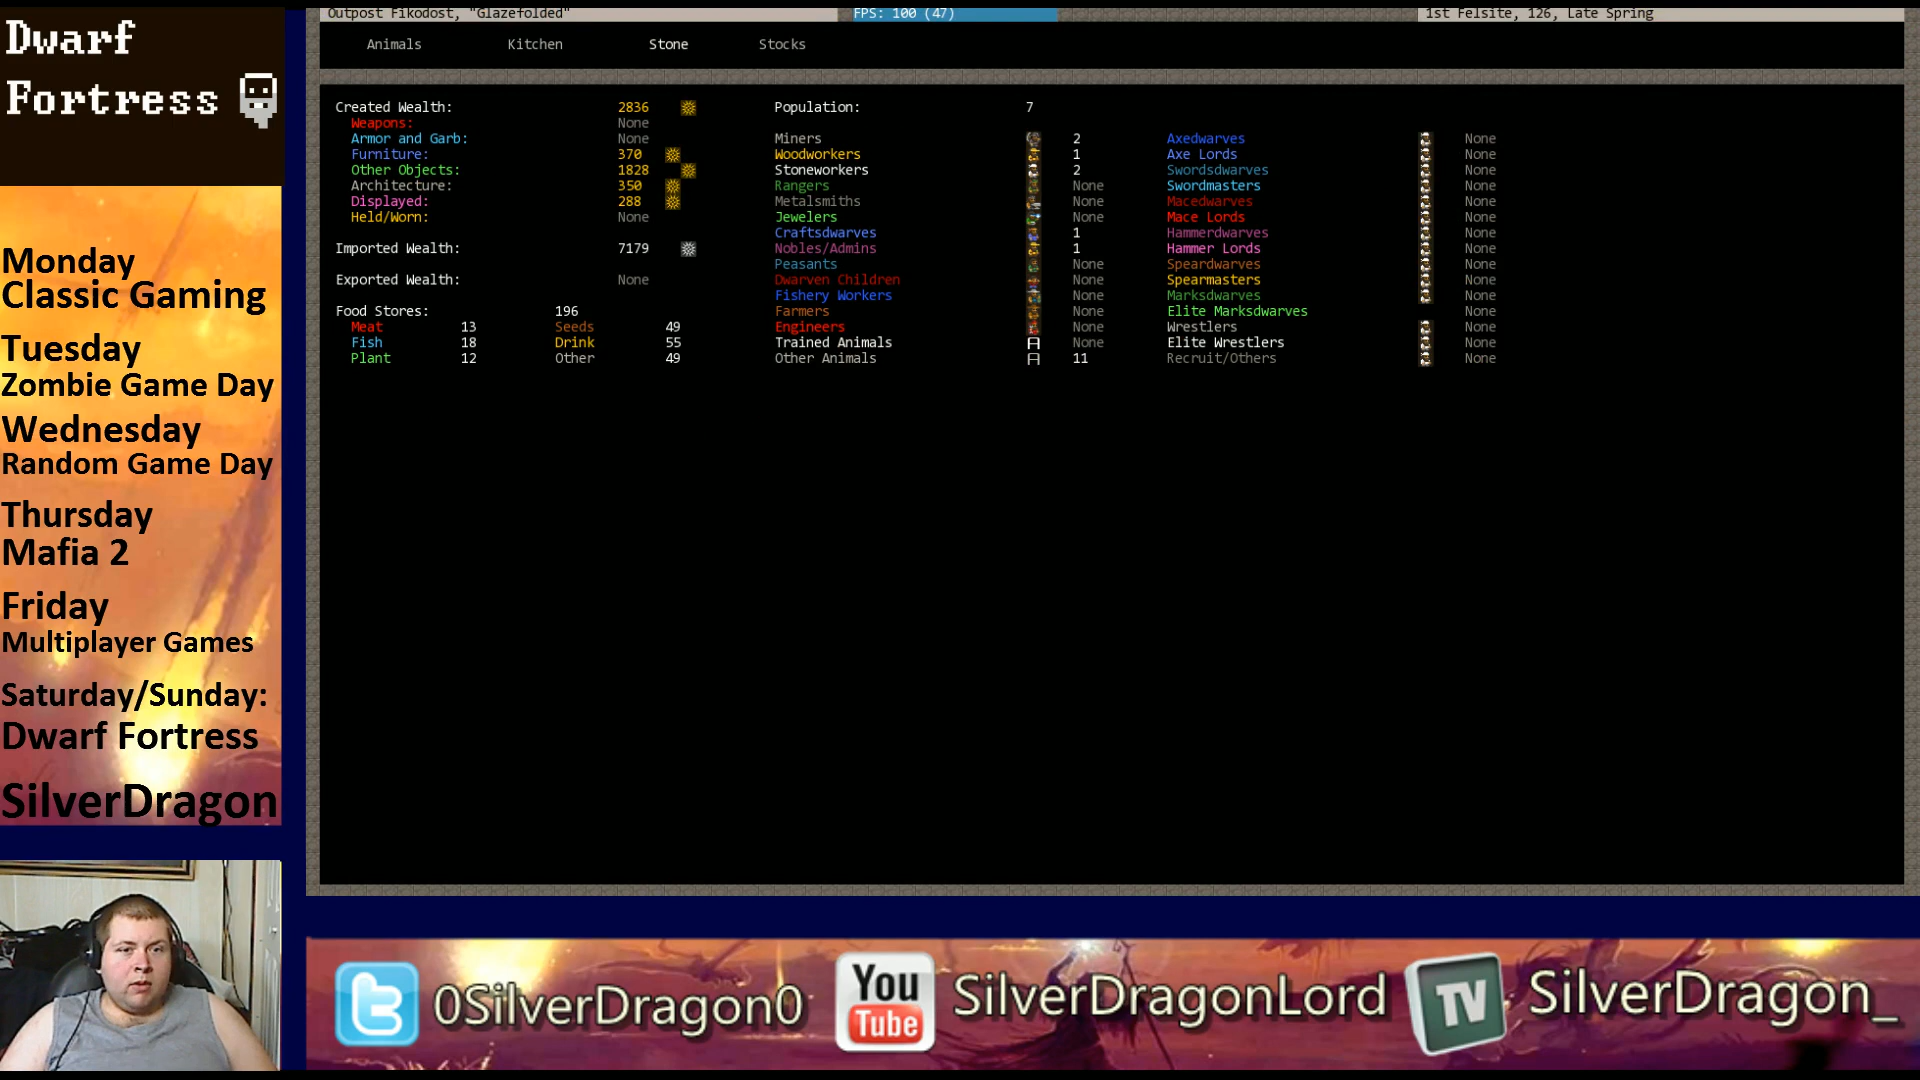 Dwarf
Fortress
Monday
Classic Gaming
Tuesday
Zombie Game Day
Wednesday
Random Game Day
Thursday
Mafia 2
Friday
Multiplayer Games
Saturday/Sunday:
Dwarf Fortress
SilverDragon
Outpost Fikodost, "Glazefolded" FPS: 100 (47) 1st Felsite, 126, Late Spring
Animals Kitchen Stone Stocks
Created Wealth: 2836 Population: 7
Weapons: None
Armor and Garb: None Miners 2 Axedwarves None
Furniture: 370 Woodworkers 1 Axe Lords None
Other Objects: 1828 Stoneworkers 2 Swordsdwarves None
Architecture: 350 Rangers None Swordmasters None
Displayed: 288 Metalsmiths None Macedwarves None
Held/Worn: None Jewelers None Mace Lords None
Craftsdwarves 1 Hammerdwarves None
Imported Wealth: 7179 Nobles/Admins 1 Hammer Lords None
Peasants None Speardwarves None
Exported Wealth: None Dwarven Children None Spearmasters None
Fishery Workers None Marksdwarves None
Food Stores: 196 Farmers None Elite Marksdwarves None
Meat 13 Seeds 49 Engineers None Wrestlers None
Fish 18 Drink 55 Trained Animals None Elite Wrestlers None
Plant 12 Other 49 Other Animals 11 Recruit/Others None
0SilverDragon0 You Tube SilverDragonLord TV SilverDragon_